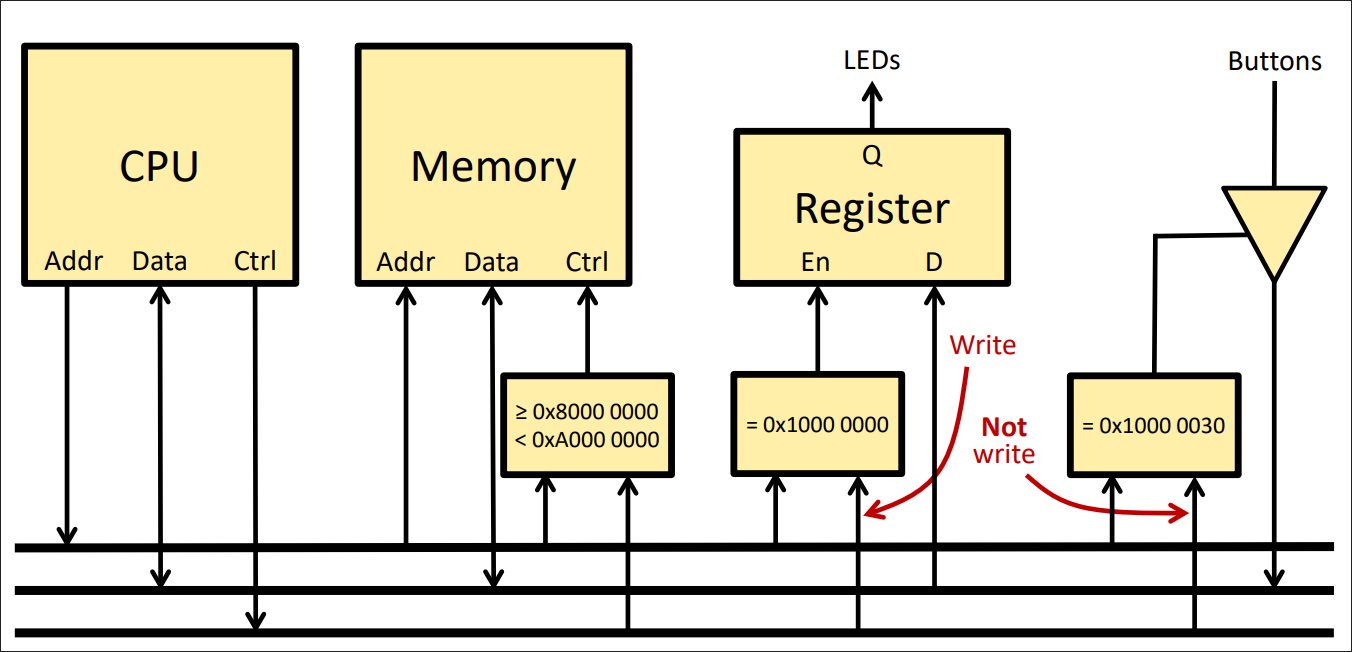 CPU
Addr Data Ctrl
Memory
Addr Data Ctrl
≥ 0x8000 0000
< 0xA000 0000
LEDs
Q
Register
En D
= 0x1000 0000
Write
Not
write
Buttons
= 0x1000 0030